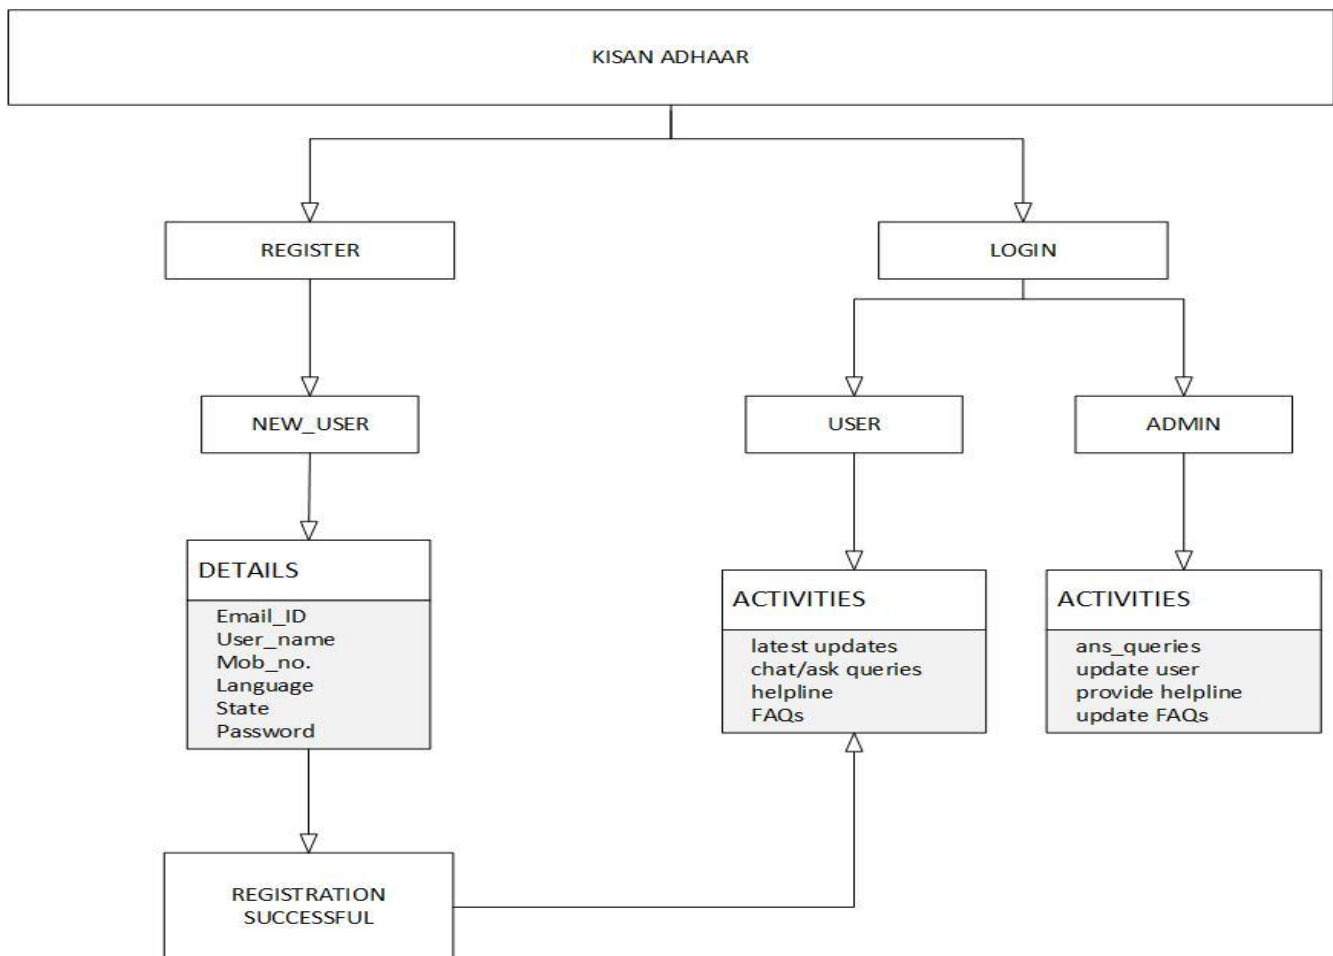 KISAN ADHAAR
REGISTER
LOGIN
NEW_USER
USER
ADMIN
DETAILS
Email_ID
User_name
Mob_no.
Language
State
Password
ACTIVITIES
latest updates
chat/ask queries
helpline
FAQs
ACTIVITIES
ans_queries
update user
provide helpline
update FAQs
REGISTRATION
SUCCESSFUL